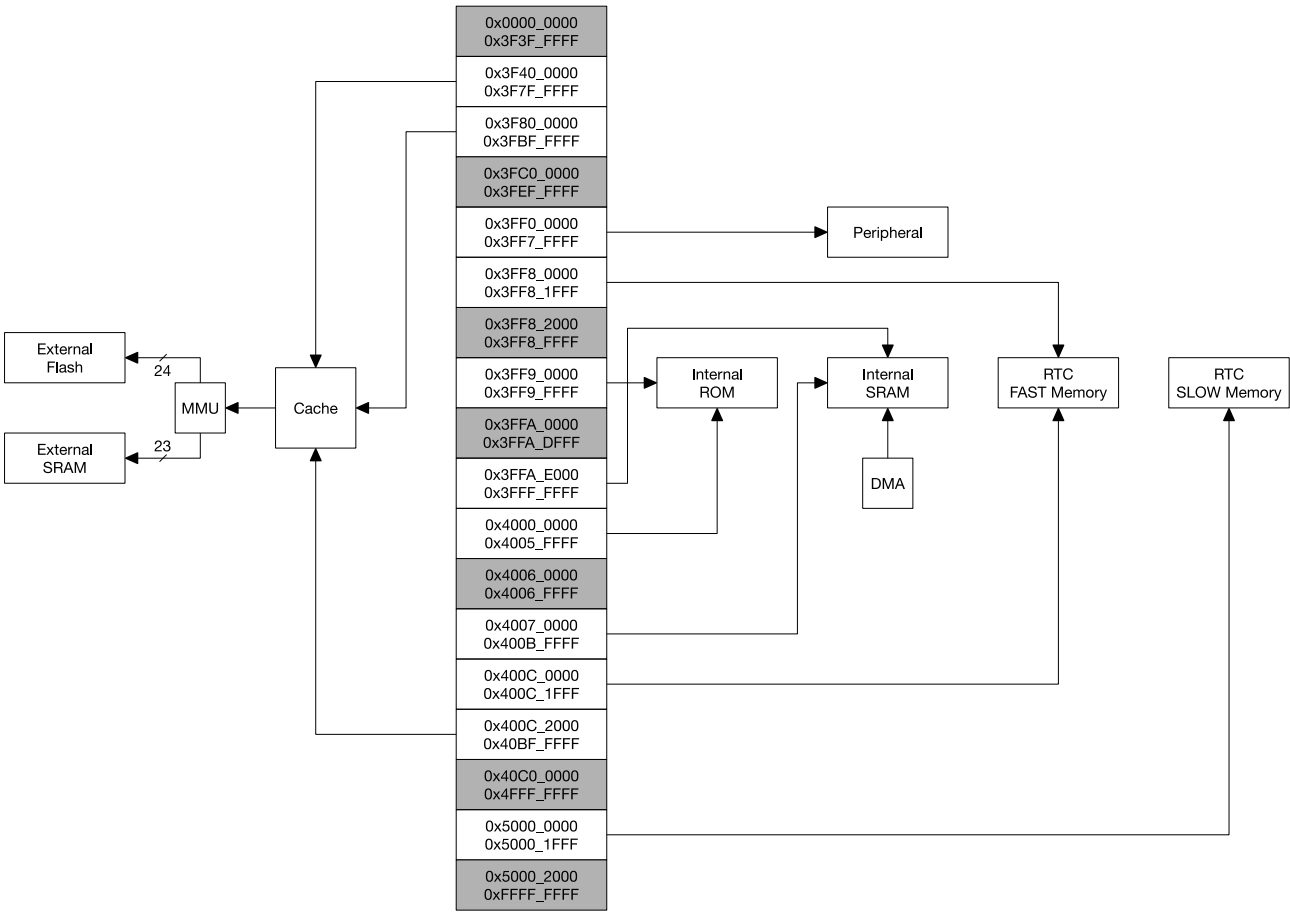 0x0000_0000
0x3F3F_FFFF
0x3F40_0000
0x3F7F_FFFF
0x3F80_0000
0x3FBF_FFFF
0x3FC0_0000
0x3FEF_FFFF
0x3FF0_0000
0x3FF7_FFFF
Peripheral
0x3FF8_0000
0x3FF8_1FFF
0x3FF8_2000
0x3FF8_FFFF
External
Flash
24
MMU
External
SRAM
23
Cache
0x3FF9_0000
0x3FF9_FFFF
Internal
ROM
Internal
SRAM
RTC
FAST Memory
RTC
SLOW Memory
0x3FFA_0000
0x3FFA_DFFF
0x3FFA_E000
0x3FFF_FFFF
DMA
0x4000_0000
0x4005_FFFF
0x4006_0000
0x4006_FFFF
0x4007_0000
0x400B_FFFF
0x400C_0000
0x400C_1FFF
0x400C_2000
0x40BF_FFFF
0x40C0_0000
0x4FFF_FFFF
0x5000_0000
0x5000_1FFF
0x5000_2000
0xFFFF_FFFF